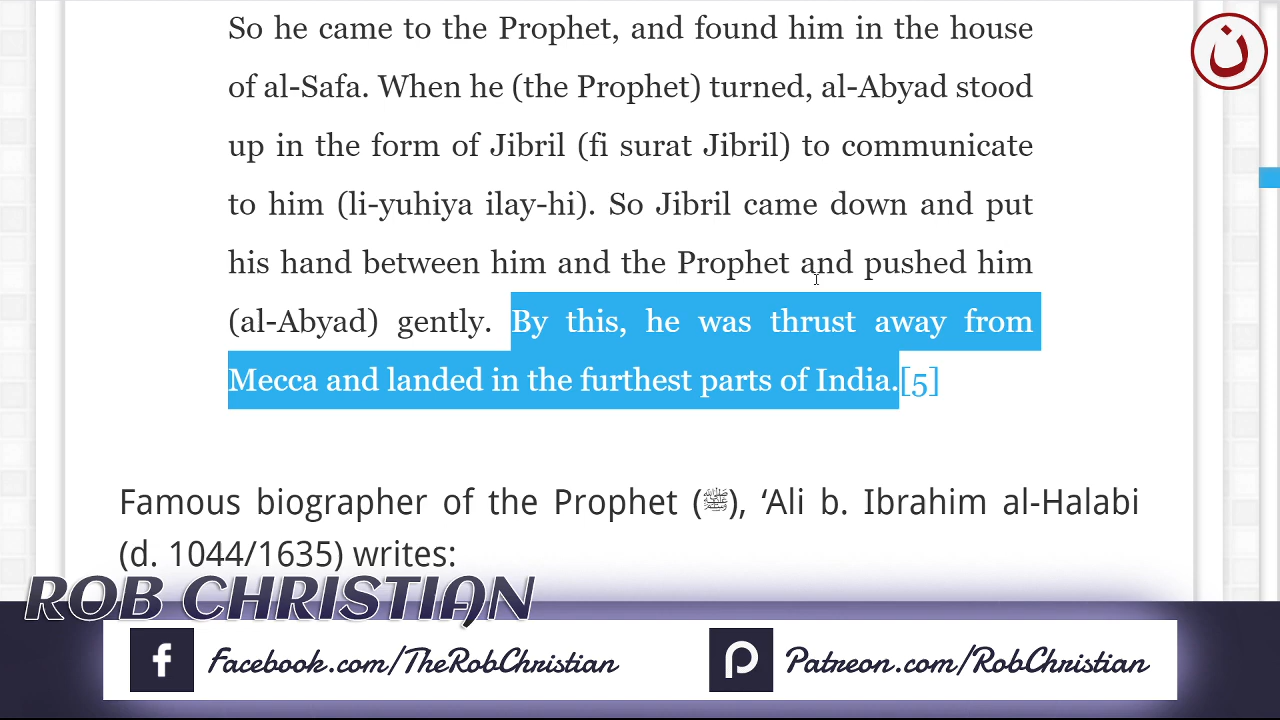 So he came to the Prophet, and found him in the house
of al-Safa. When he (the Prophet) turned, al-Abyad stood
up in the form of Jibril (fi surat Jibril) to communicate
to him (li-yuhiya ilay-hi). So Jibril came down and put
his hand between him and the Prophet and pushed him
(al-Abyad) gently. By this, he was thrust away from
Mecca and landed in the furthest parts of India.[5]
Famous biographer of the Prophet (ﷺ), ‘Ali b. Ibrahim al-Halabi
(d. 1044/1635) writes:
ن
ROB CHRISTIAN
Facebook.com/TheRobChristian
Patreon.com/RobChristian